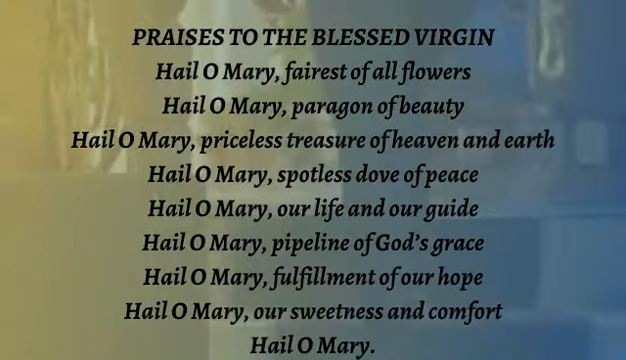 PRAISES TO THE BLESSED VIRGIN
Hail O Mary, fairest of all flowers
Hail O Mary, paragon of beauty
Hail O Mary, priceless treasure of heaven and earth
Hail O Mary, spotless dove of peace
Hail O Mary, our life and our guide
Hail O Mary, pipeline of God's grace
Hail O Mary, fulfillment of our hope
Hail O Mary, our sweetness and comfort
Hail O Mary.